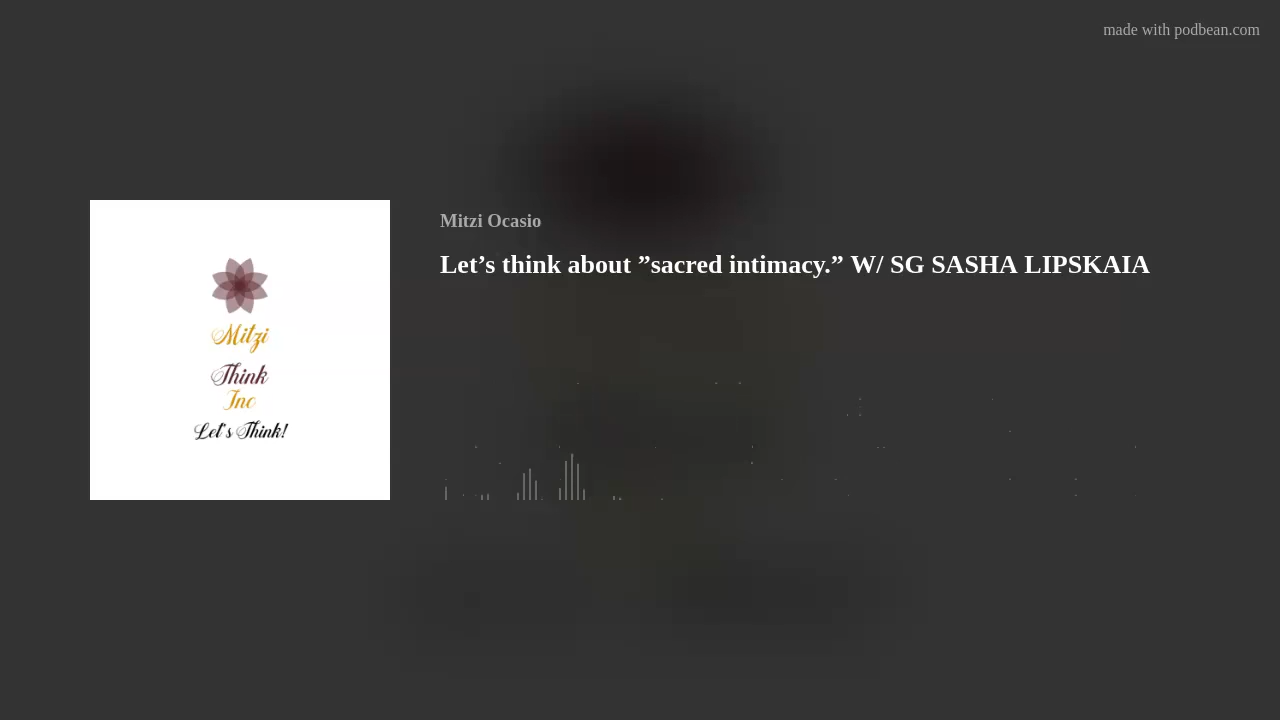 made with podbean.com
Mitzi Ocasio
Let’s think about ”sacred intimacy.” W/ SG SASHA LIPSKAIA
Mitzi
Think
Inc
Let's Think!